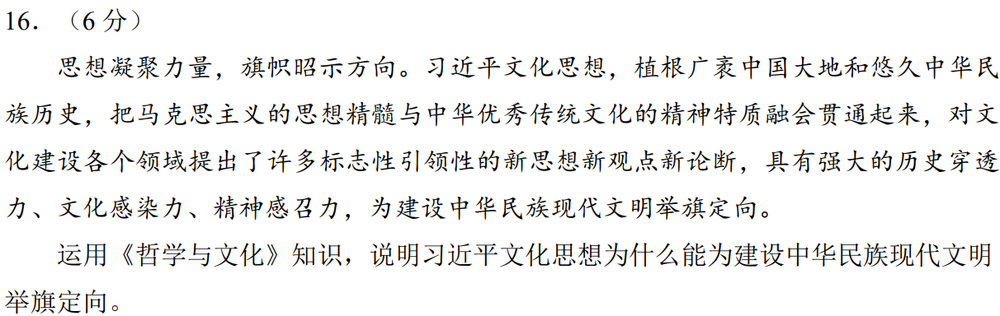 16．（6 分）
思想凝聚力量，旗帜昭示方向。习近平文化思想，植根广袤中国大地和悠久中华民
族历史，把马克思主义的思想精髓与中华优秀传统文化的精神特质融会贯通起来，对文
化建设各个领域提出了许多标志性引领性的新思想新观点新论断，具有强大的历史穿透
力、文化感染力、精神感召力，为建设中华民族现代文明举旗定向。
运用《哲学与文化》知识，说明习近平文化思想为什么能为建设中华民族现代文明
举旗定向。